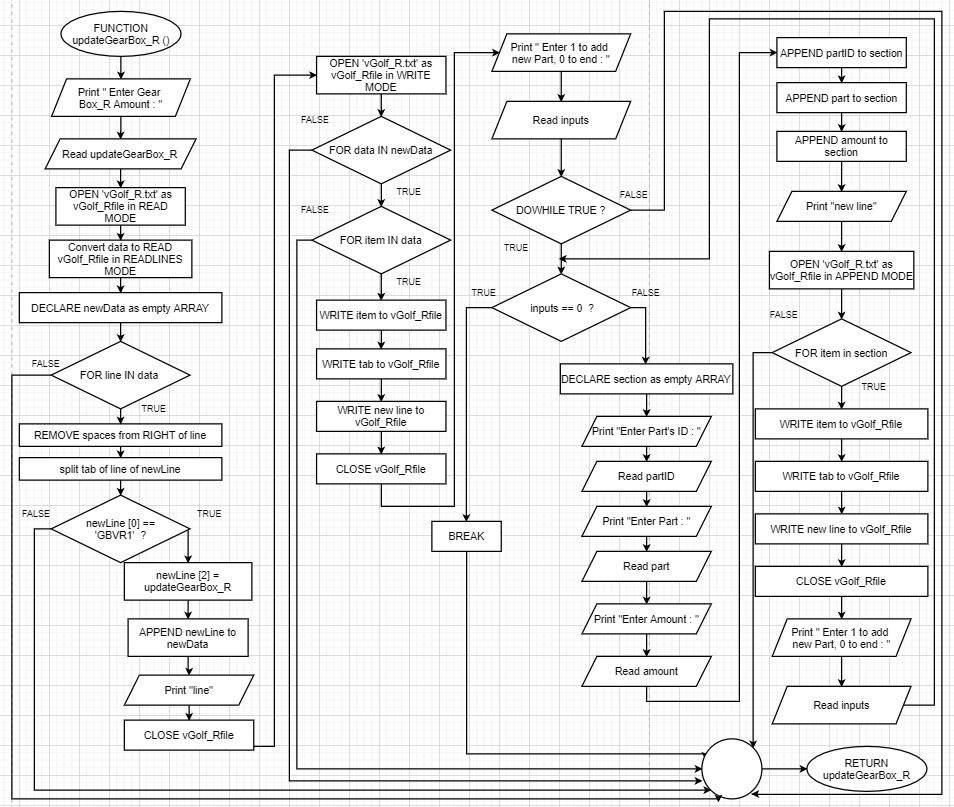 FUNCTION
updateGearBox_R ()
Print " Enter Gear
Box_R Amount : "
Read updateGearBox_R
OPEN 'vGolf_R.txt' as
vGolf_Rfile in READ
MODE
Convert data to READ
vGolf_Rfile in READLINES
MODE
DECLARE newData as empty ARRAY
FALSE
FOR line IN data
TRUE
REMOVE spaces from RIGHT of line
split tab of line of newLine
FALSE
TRUE
newLine [0] ==
'GBVR1' ?
newLine [2] =
updateGearBox_R
APPEND newLine to
newData
Print "line"
CLOSE vGolf_Rfile
OPEN 'vGolf_R.txt' as
vGolf_Rfile in WRITE
MODE
FALSE
FOR data IN newData
TRUE
FALSE
FOR item IN data
TRUE
WRITE item to vGolf_Rfile
WRITE tab to vGolf_Rfile
WRITE new line to
vGolf_Rfile
CLOSE vGolf_Rfile
Print " Enter 1 to add
new Part, 0 to end : "
Read inputs
FALSE
DOWHILE TRUE ?
TRUE
TRUE
FALSE
inputs == 0 ?
BREAK
DECLARE section as empty ARRAY
Print "Enter Part's ID : "
Read partID
Print "Enter Part : "
Read part
Print "Enter Amount : "
Read amount
APPEND partID to section
APPEND part to section
APPEND amount to
section
Print "new line"
OPEN 'vGolf_R.txt' as
vGolf_Rfile in APPEND MODE
FALSE
FOR item in section
TRUE
WRITE item to vGolf_Rfile
WRITE tab to vGolf_Rfile
WRITE new line to vGolf_Rfile
CLOSE vGolf_Rfile
Print " Enter 1 to add
new Part, 0 to end : "
Read inputs
RETURN
updateGearBox_R